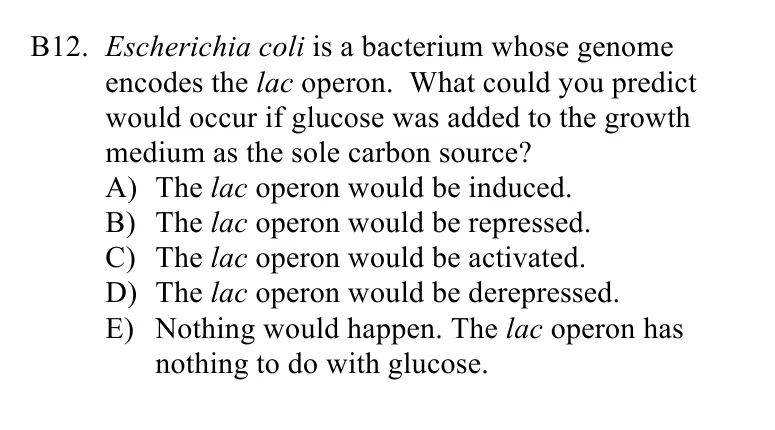 B12. Escherichia coli is a bacterium whose genome
encodes the lac operon.  What could you predict
would occur if glucose was added to the growth
medium as the sole carbon source?
A) The lac operon would be induced.
B) The lac operon would be repressed.
C) The lac operon would be activated.
D) The lac operon would be derepressed.
E) Nothing would happen. The lac operon has
nothing to do with glucose.